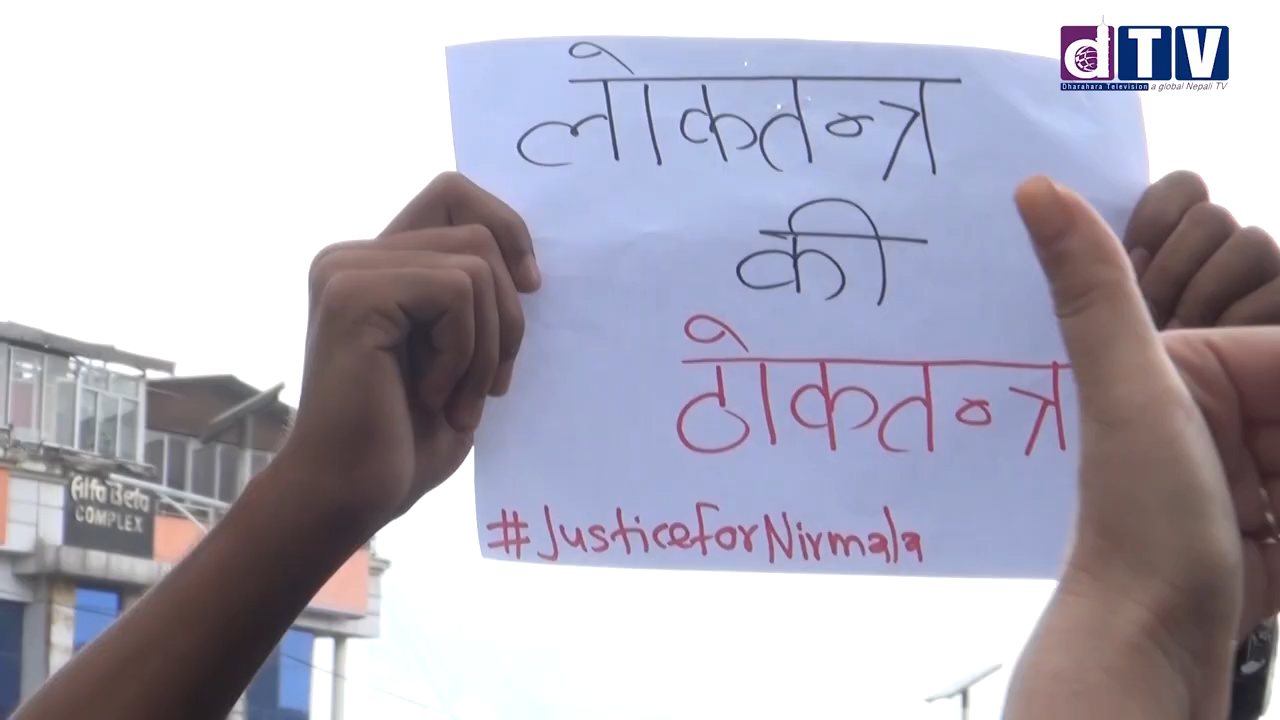 dTV
Dharahara Television a global Nepali TV
लोकतन्त्र
की
ठोकतन्त्र
#JusticeforNirmala
Alfa Beta
COMPLEX